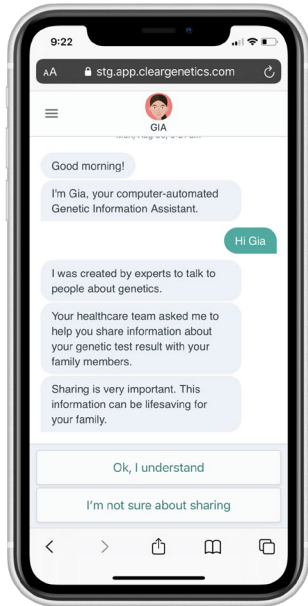 9:22
AA stg.app.cleargenetics.com
GIA
Good morning!
I'm Gia, your computer-automated
Genetic Information Assistant.
Hi Gia
I was created by experts to talk to
people about genetics.
Your healthcare team asked me to
help you share information about
your genetic test result with your
family members.
Sharing is very important. This
information can be lifesaving for
your family.
Ok, I understand
I'm not sure about sharing